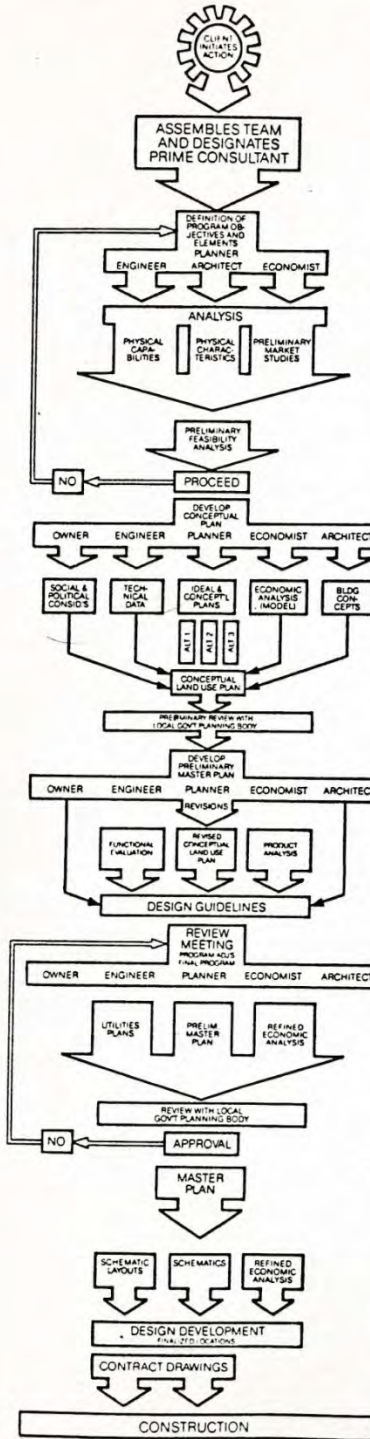 CLIENT
INITIATES
ACTION
ASSEMBLES TEAM
AND DESIGNATES
PRIME CONSULTANT
DEFINITION OF
PROGRAM OB-
JECTIVES AND
ELEMENTS
PLANNER
ENGINEER ARCHITECT ECONOMIST
ANALYSIS
PHYSICAL
CAPA-
BILITIES
PHYSICAL
CHARAC-
TERISTICS
PRELIMINARY
MARKET
STUDIES
PRELIMINARY
FEASIBILITY
ANALYSIS
NO
PROCEED
DEVELOP
CONCEPTUAL
PLAN
OWNER ENGINEER PLANNER ECONOMIST ARCHITECT
SOCIAL &
POLITICAL
CONSID'S
TECH-
NICAL
DATA
IDEAL &
CONCEPT'L
PLANS
ECONOMIC
ANALYSIS
(MODEL)
BLDG
CON-
CEPTS
ALT 1
ALT 2
ALT 3
CONCEPTUAL
LAND USE PLAN
PRELIMINARY REVIEW WITH
LOCAL GOV'T PLANNING BODY
DEVELOP
PRELIMINARY
MASTER PLAN
OWNER ENGINEER PLANNER ECONOMIST ARCHITECT
REVISIONS
FUNCTIONAL
EVALUATION
REVISED
CONCEPTUAL
LAND USE
PLAN
PRODUCT
ANALYSIS
DESIGN GUIDELINES
REVIEW
MEETING
PROGRAM ADJ'S
FINAL PROGRAM
OWNER ENGINEER PLANNER ECONOMIST ARCHITECT
UTILITIES
PLANS
PRELIM.
MASTER
PLAN
REFINED
ECONOMIC
ANALYSIS
REVIEW WITH LOCAL
GOV'T PLANNING BODY
NO
APPROVAL
MASTER
PLAN
SCHEMATIC
LAYOUTS
SCHEMATICS
REFINED
ECONOMIC
ANALYSIS
DESIGN DEVELOPMENT
FINALIZED LOCATIONS
CONTRACT DRAWINGS
CONSTRUCTION